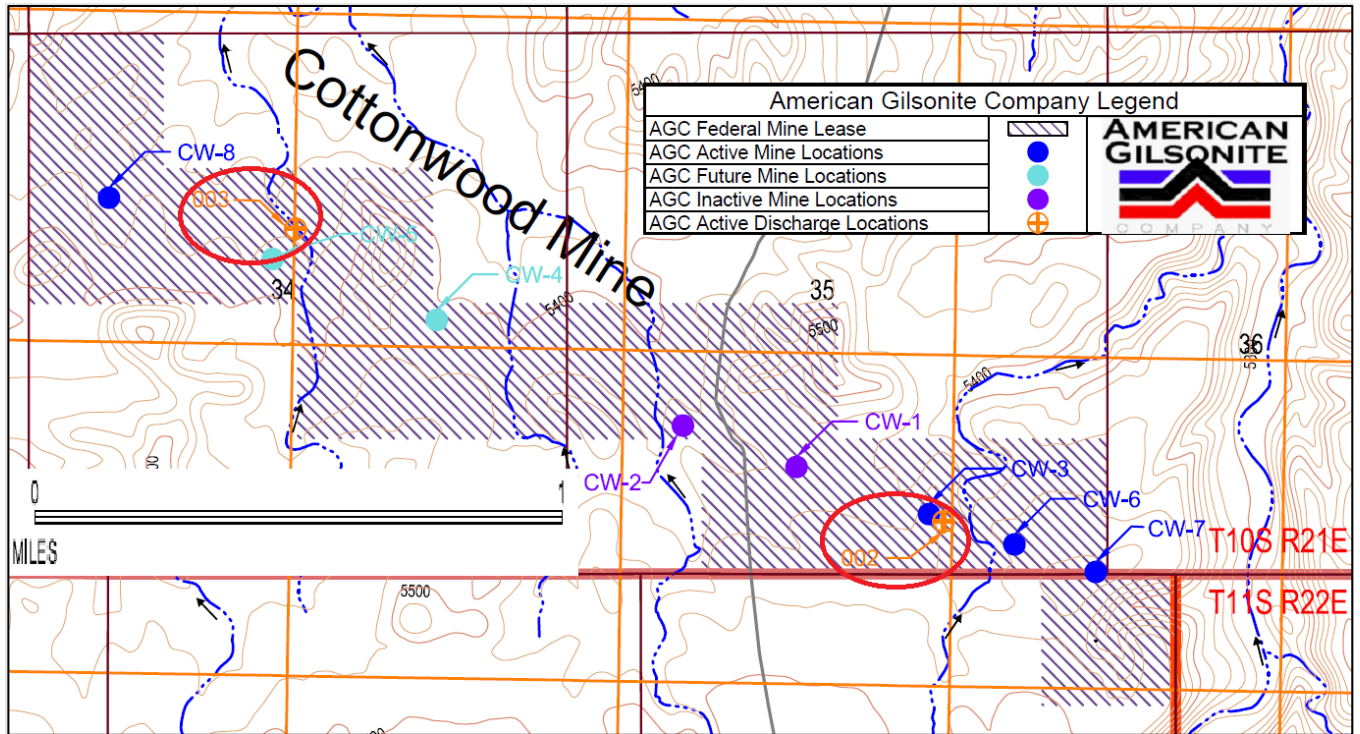 Cottonwood Mine
5400
American Gilsonite Company Legend
AGC Federal Mine Lease
AGC Active Mine Locations
AGC Future Mine Locations
AGC Inactive Mine Locations
AGC Active Discharge Locations
AMERICAN
GILSONITE
COMPANY
CW-8
003
CW-5
CW-4
34
5400
35
5500
36
5400
CW-1
CW-2
CW-3
CW-6
CW-7
002
0 1
MILES
T10S R21E
T11S R22E
5500